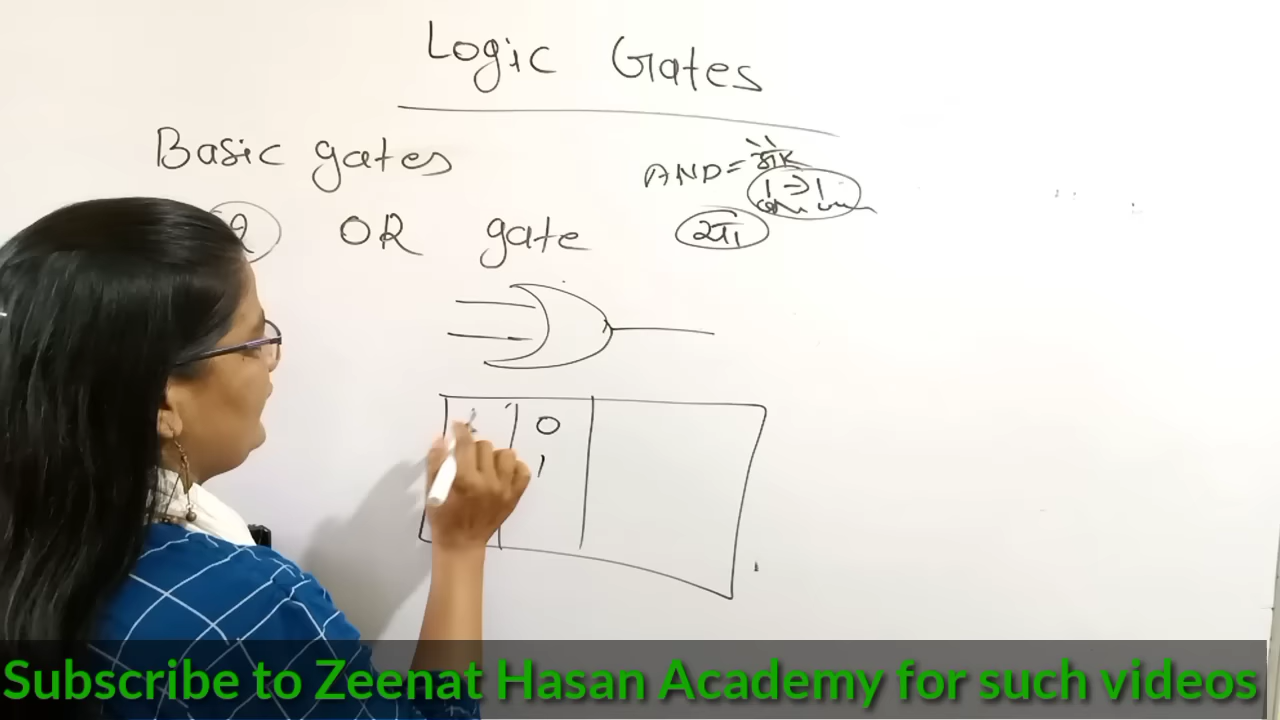 Logic Gates
Basic gates
AND = और
1 → 1
2 OR gate या
0
1
Subscribe to Zeenat Hasan Academy for such videos